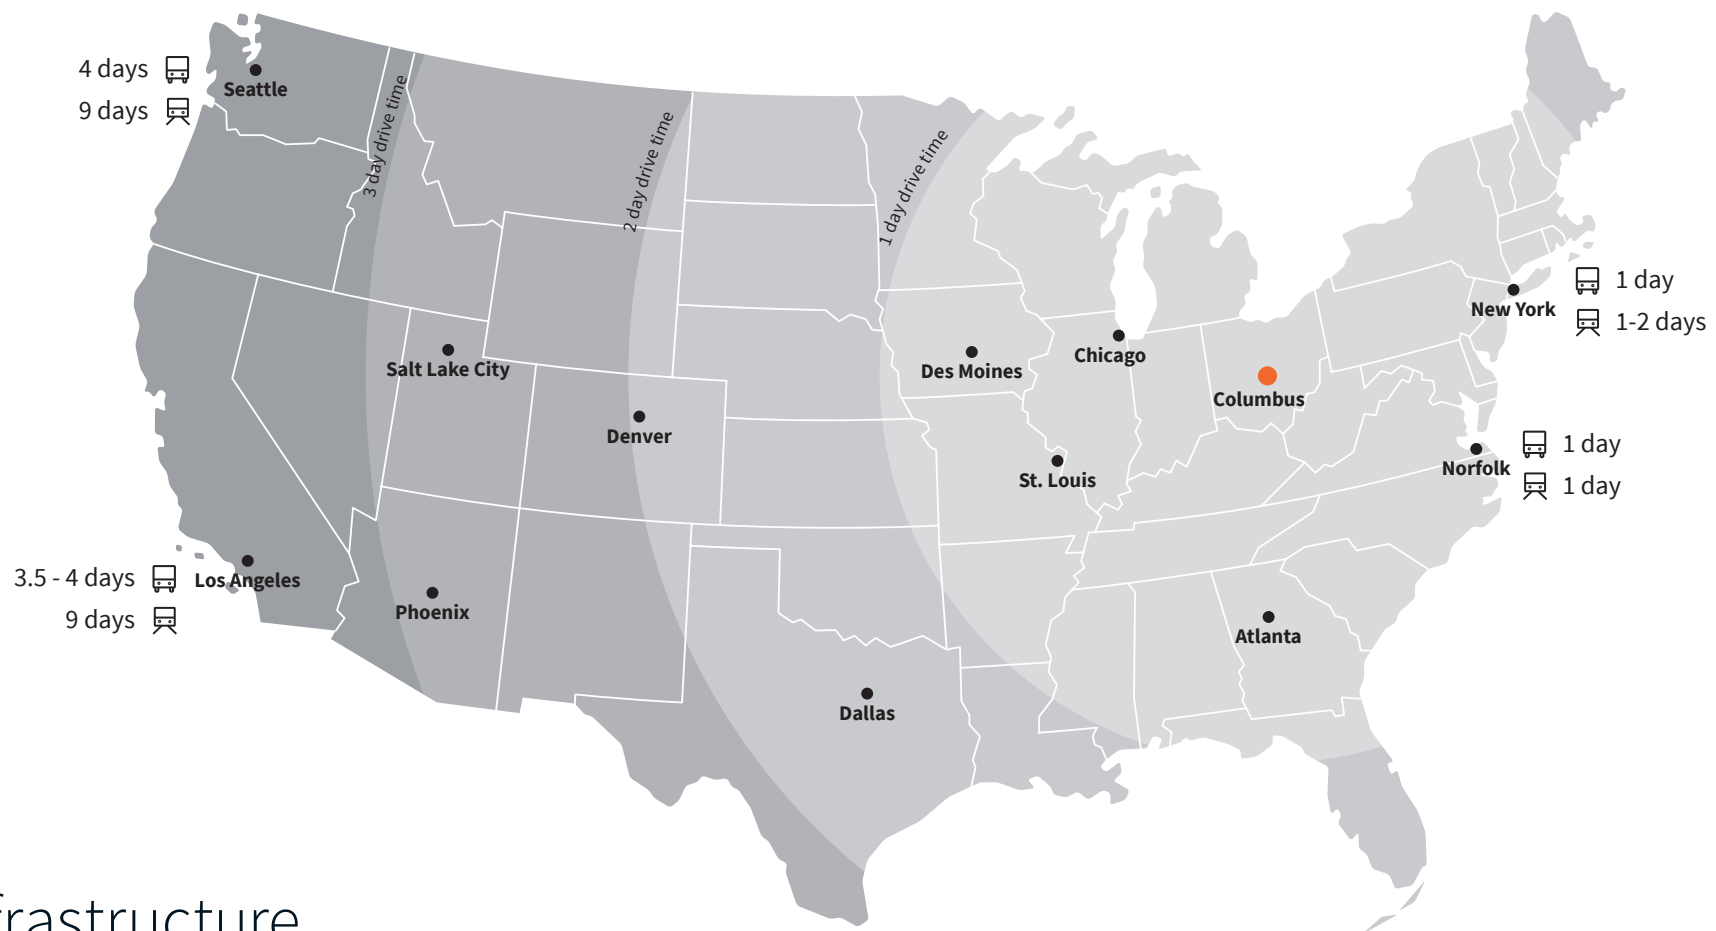 4 days
Seattle
9 days
3 day drive time
2 day drive time
1 day drive time
1 day
New York
1-2 days
Salt Lake City
Des Moines
Chicago
Columbus
Denver
St. Louis
1 day
Norfolk
1 day
3.5 - 4 days
Los Angeles
9 days
Phoenix
Atlanta
Dallas
frastructure